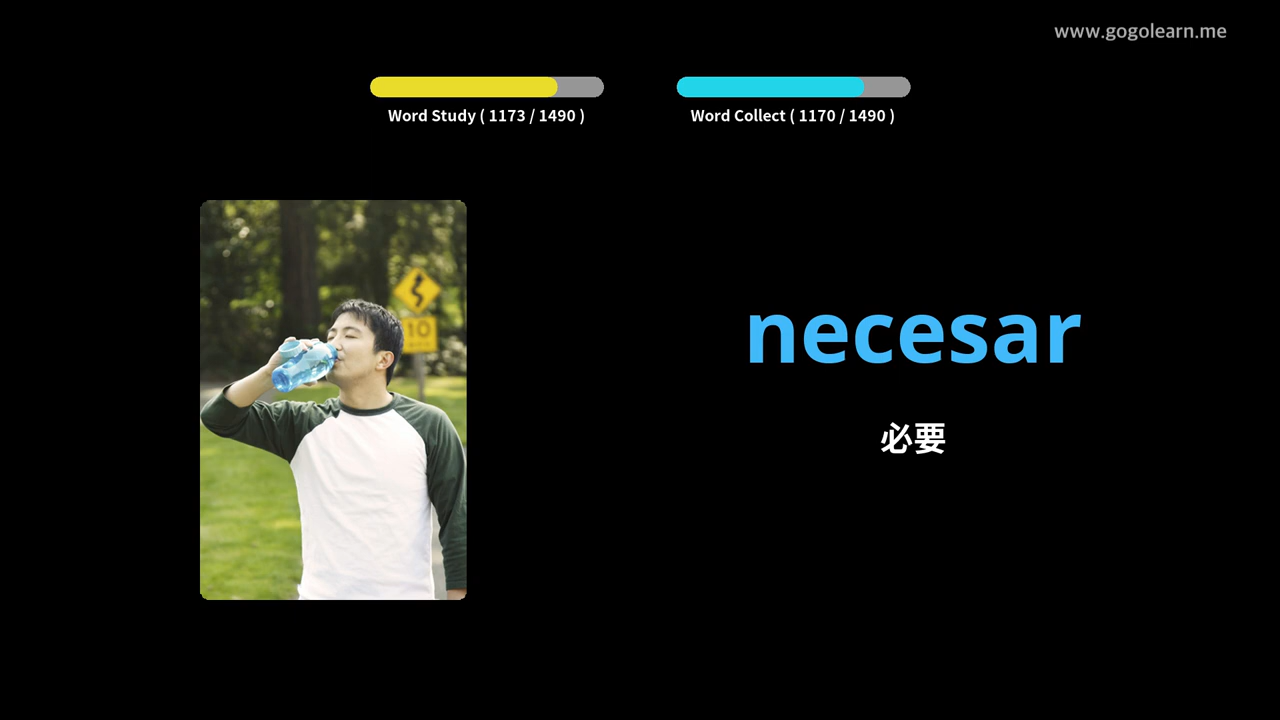 www.gogolearn.me
Word Study ( 1173 / 1490 )
Word Collect ( 1170 / 1490 )
10
necesar
必要